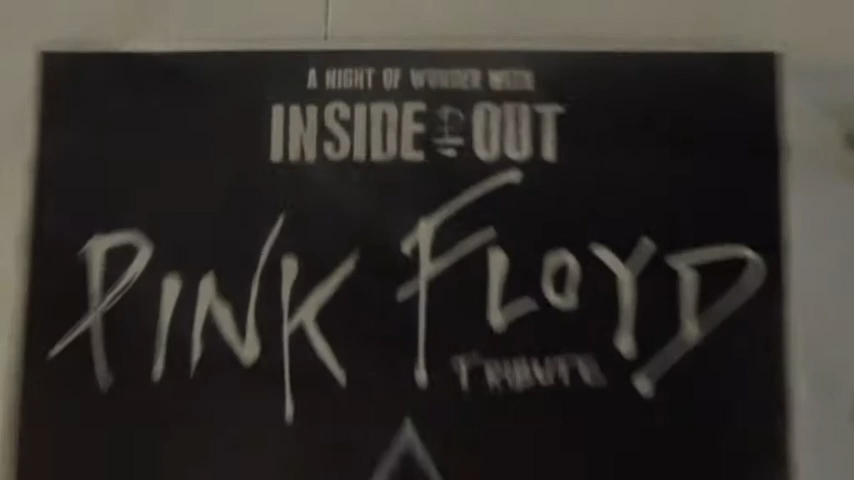 A NIGHT OF WONDER WITH
INSIDE OUT
PINK FLOYD
TRIBUTE